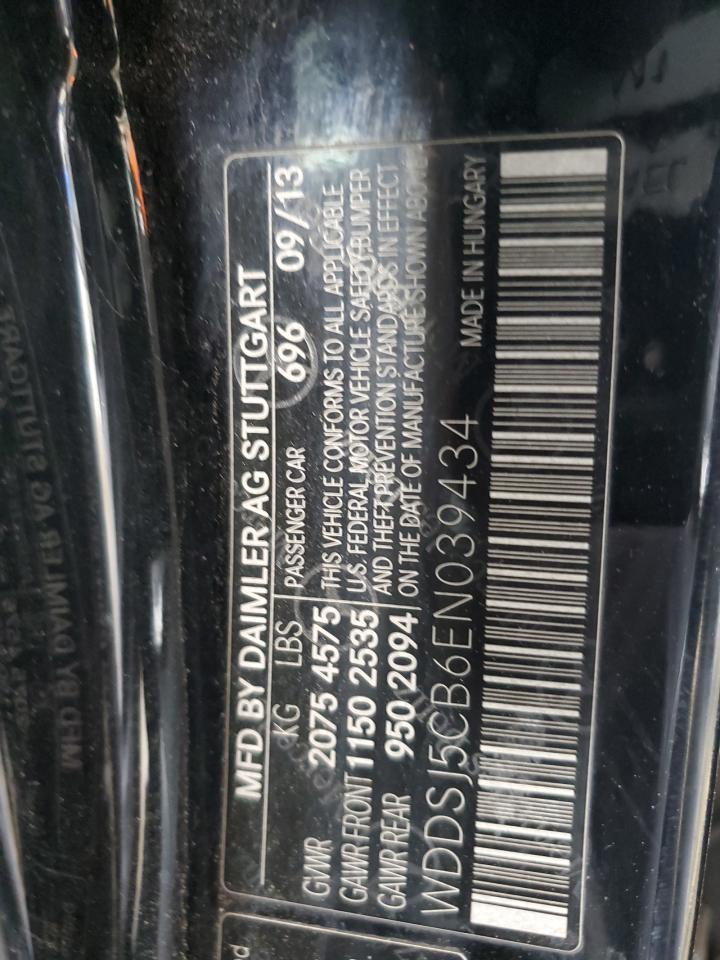 MFD BY DAIMLER AG STUTTGART
KG LBS PASSENGER CAR 696 09/13
GVWR 2075 4575 THIS VEHICLE CONFORMS TO ALL APPLICABLE
GAWR FRONT 1150 2535 U.S. FEDERAL MOTOR VEHICLE SAFETY, BUMPER
GAWR REAR 950 2094 AND THEFT PREVENTION STANDARDS IN EFFECT
ON THE DATE OF MANUFACTURE SHOWN ABOVE
WDDSJ5CB6EN039434 MADE IN HUNGARY